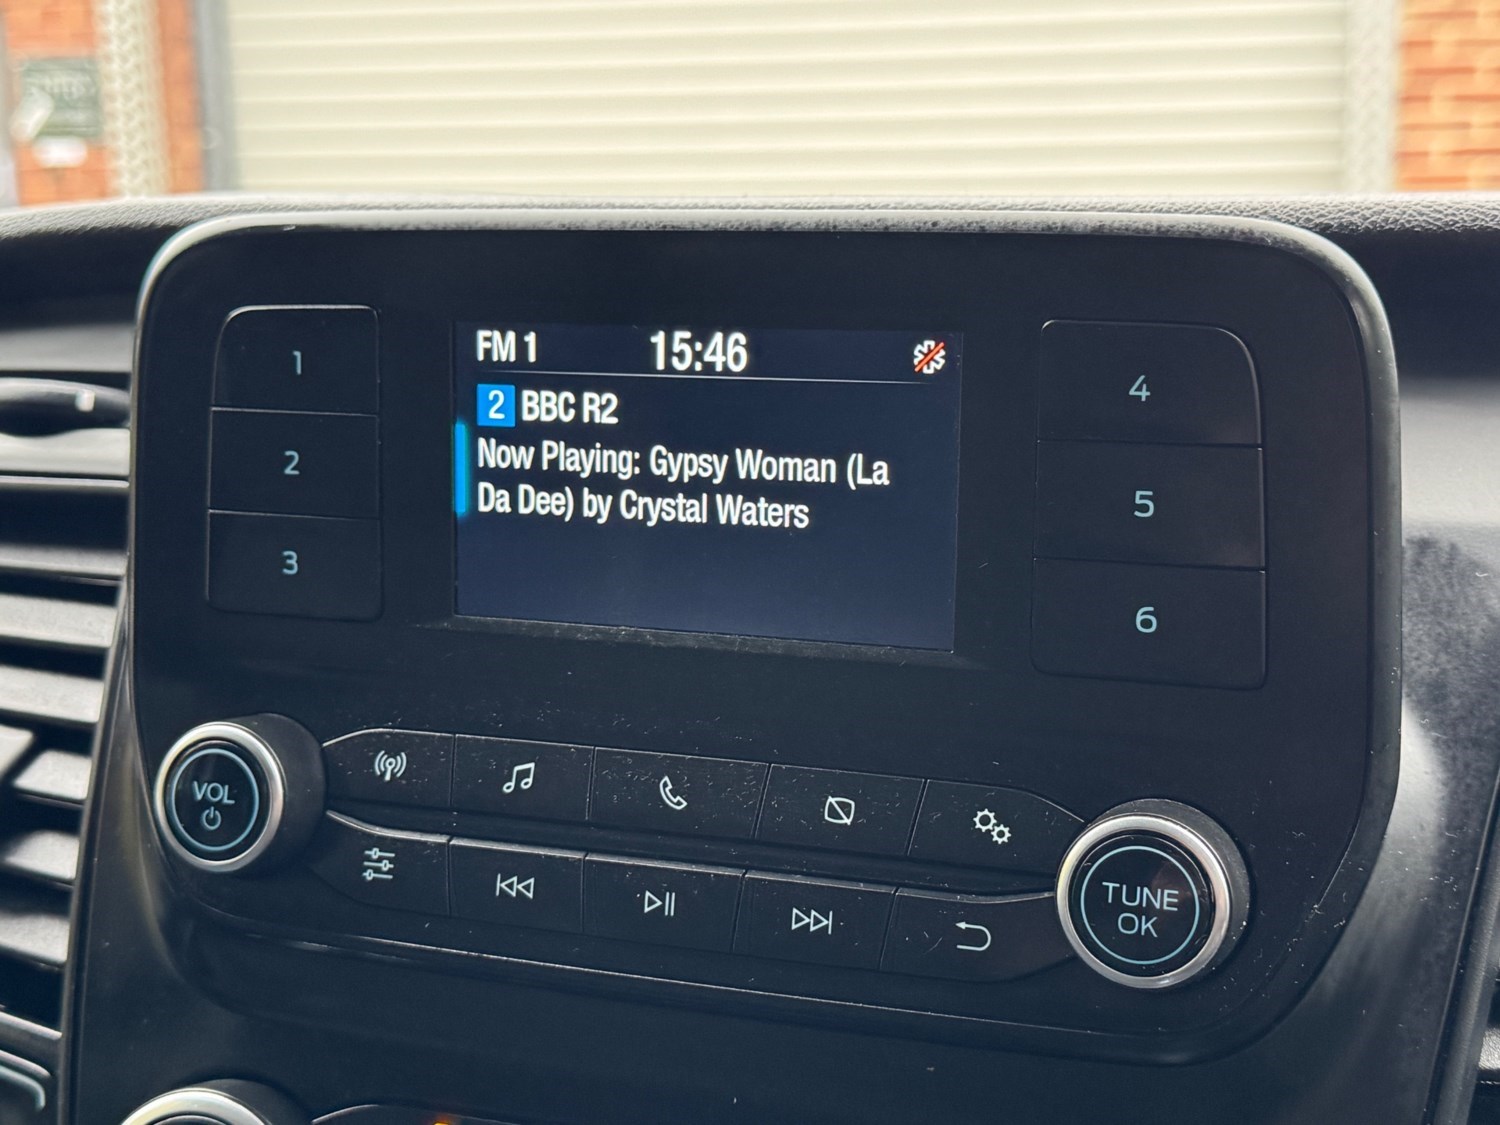 FM 1 15:46
2 BBC R2
Now Playing: Gypsy Woman (La
Da Dee) by Crystal Waters
1
2
3
4
5
6
VOL
TUNE
OK